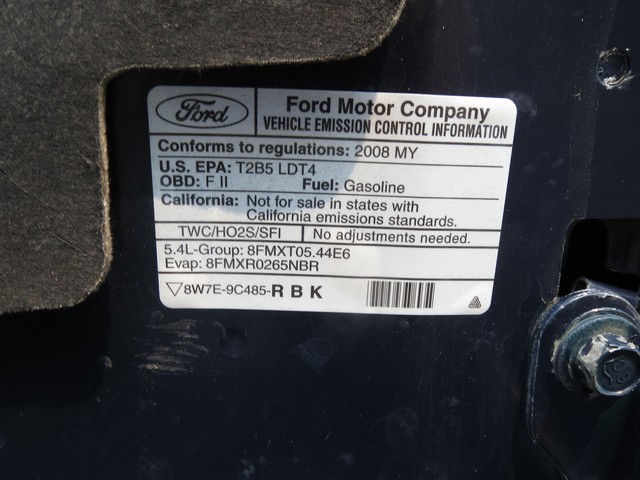 Ford Ford Motor Company
VEHICLE EMISSION CONTROL INFORMATION
Conforms to regulations: 2008 MY
U.S. EPA: T2B5 LDT4
OBD: F II Fuel: Gasoline
California: Not for sale in states with
California emissions standards.
TWC/HO2S/SFI No adjustments needed.
5.4L-Group: 8FMXT05.44E6
Evap: 8FMXR0265NBR
8W7E-9C485-R B K